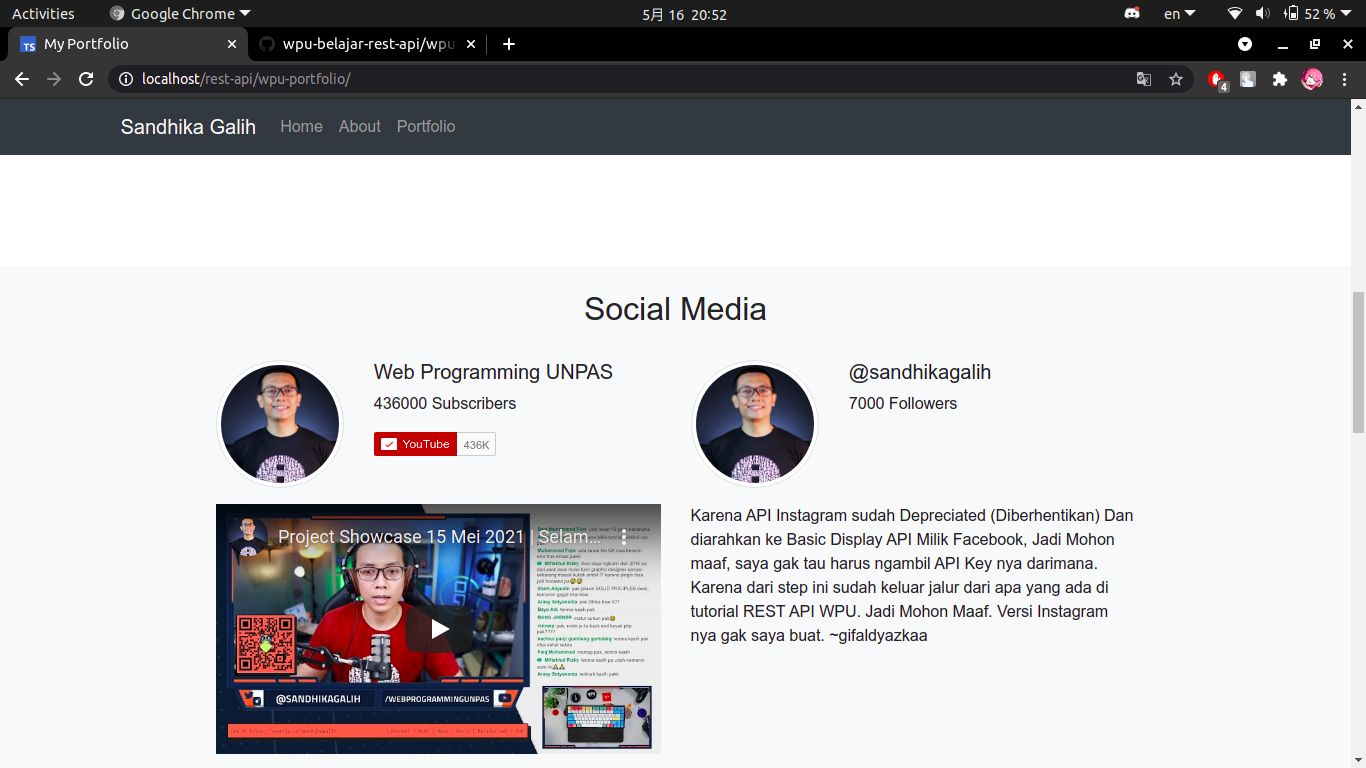 Activities
Google Chrome
5月 16 20:52
en
52 %
My Portfolio
wpu-belajar-rest-api/wpu
localhost/rest-api/wpu-portfolio/
4
Sandhika Galih
Home
About
Portfolio
Social Media
Web Programming UNPAS
436000 Subscribers
YouTube 436K
@sandhikagalih
7000 Followers
Project Showcase 15 Mei 2021 | Selam...
@SANDHIKAGALIH
/WEBPROGRAMMINGUNPAS
Karena API Instagram sudah Depreciated (Diberhentikan) Dan
diarahkan ke Basic Display API Milik Facebook, Jadi Mohon
maaf, saya gak tau harus ngambil API Key nya darimana.
Karena dari step ini sudah keluar jalur dari apa yang ada di
tutorial REST API WPU. Jadi Mohon Maaf. Versi Instagram
nya gak saya buat. ~gifaldyazkaa